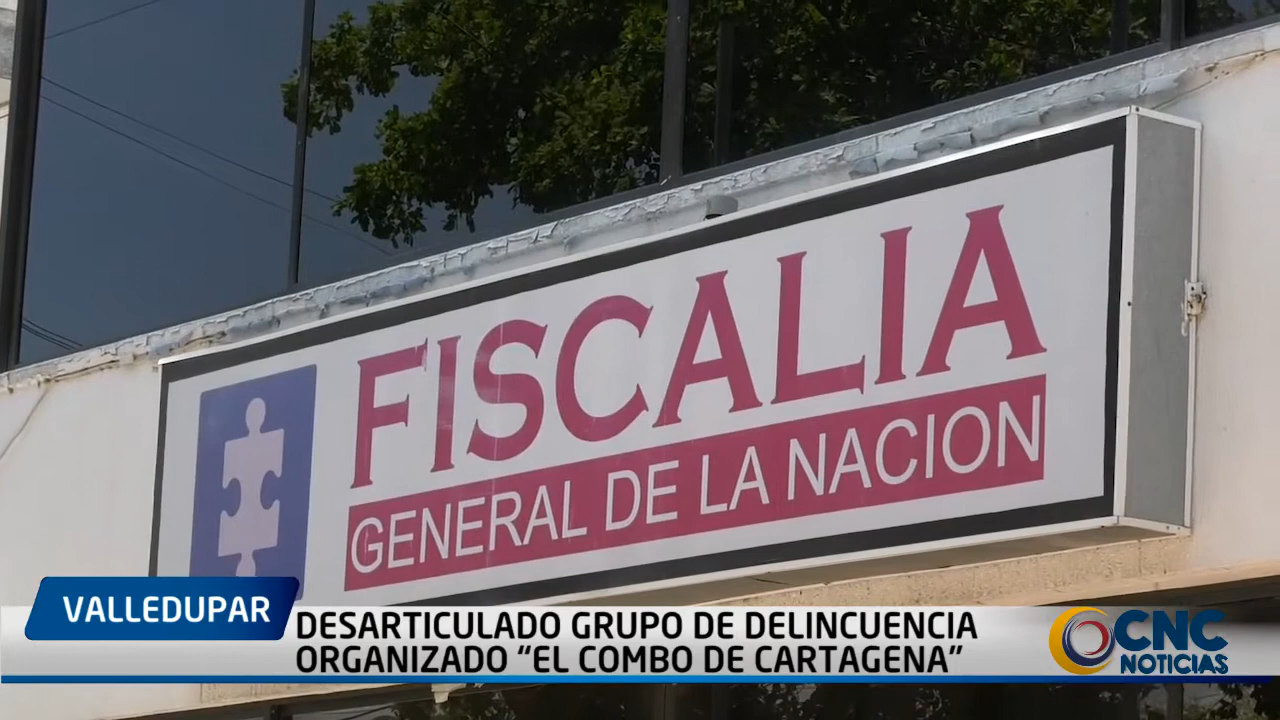 FISCALIA
GENERAL DE LA NACION
VALLEDUPAR
DESARTICULADO GRUPO DE DELINCUENCIA
ORGANIZADO “EL COMBO DE CARTAGENA”
CNC
NOTICIAS